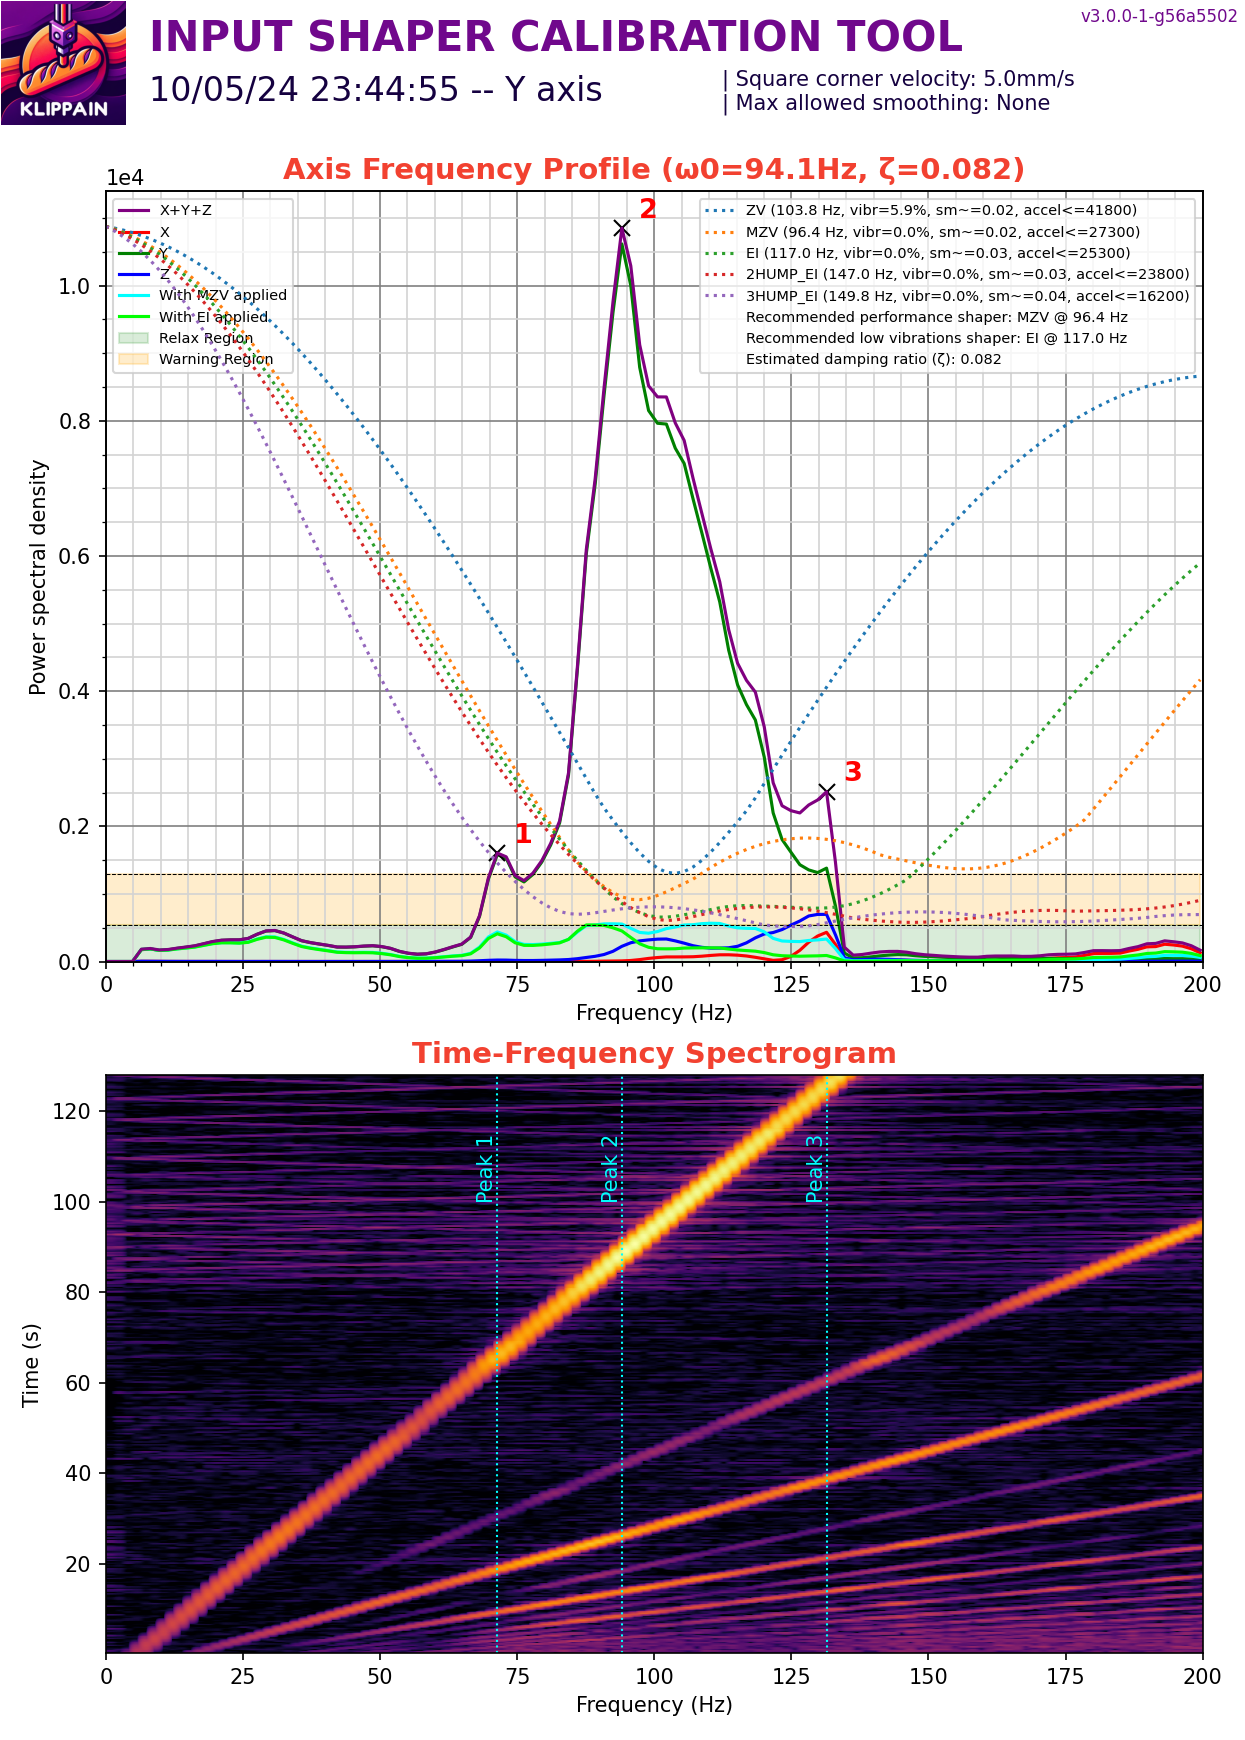 v3.0.0-1-g56a5502
INPUT SHAPER CALIBRATION TOOL
10/05/24 23:44:55 -- Y axis
| Square corner velocity: 5.0mm/s
| Max allowed smoothing: None
KLIPPAIN
Axis Frequency Profile (ω0=94.1Hz, ζ=0.082)
1e4
X+Y+Z
X
Y
Z
With MZV applied
With EI applied
Relax Region
Warning Region
ZV (103.8 Hz, vibr=5.9%, sm~=0.02, accel<=41800)
MZV (96.4 Hz, vibr=0.0%, sm~=0.02, accel<=27300)
EI (117.0 Hz, vibr=0.0%, sm~=0.03, accel<=25300)
2HUMP_EI (147.0 Hz, vibr=0.0%, sm~=0.03, accel<=23800)
3HUMP_EI (149.8 Hz, vibr=0.0%, sm~=0.04, accel<=16200)
Recommended performance shaper: MZV @ 96.4 Hz
Recommended low vibrations shaper: EI @ 117.0 Hz
Estimated damping ratio (ζ): 0.082
2
3
1
Power spectral density
1.0
0.8
0.6
0.4
0.2
0.0
0 25 50 75 100 125 150 175 200
Frequency (Hz)
Time-Frequency Spectrogram
Peak 1
Peak 2
Peak 3
Time (s)
120
100
80
60
40
20
0 25 50 75 100 125 150 175 200
Frequency (Hz)